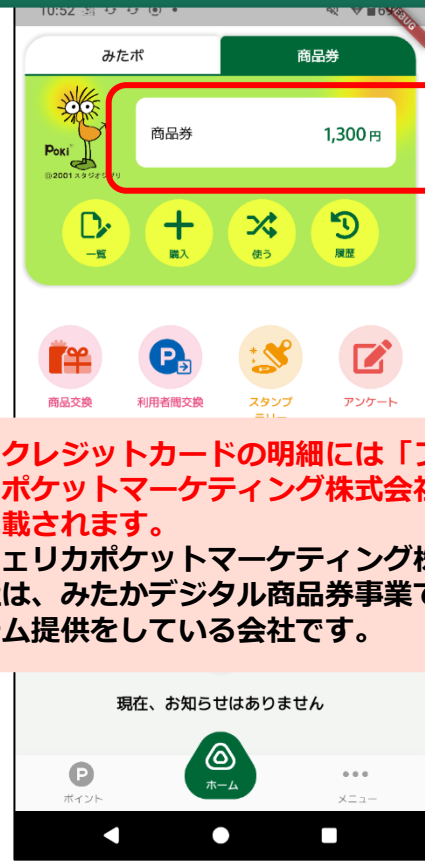 10:52
みたポ 商品券
Poki
©2001スタジオジブリ
商品券 1,300 円
一覧 購入 使う 履歴
商品交換 利用者間交換 スタンプ アンケート
クレジットカードの明細には「フ
ポケットマーケティング株式会社
載されます。
ェリカポケットマーケティング株
は、みたかデジタル商品券事業で
ム提供をしている会社です。
現在、お知らせはありません
P
ポイント ホーム メニュー